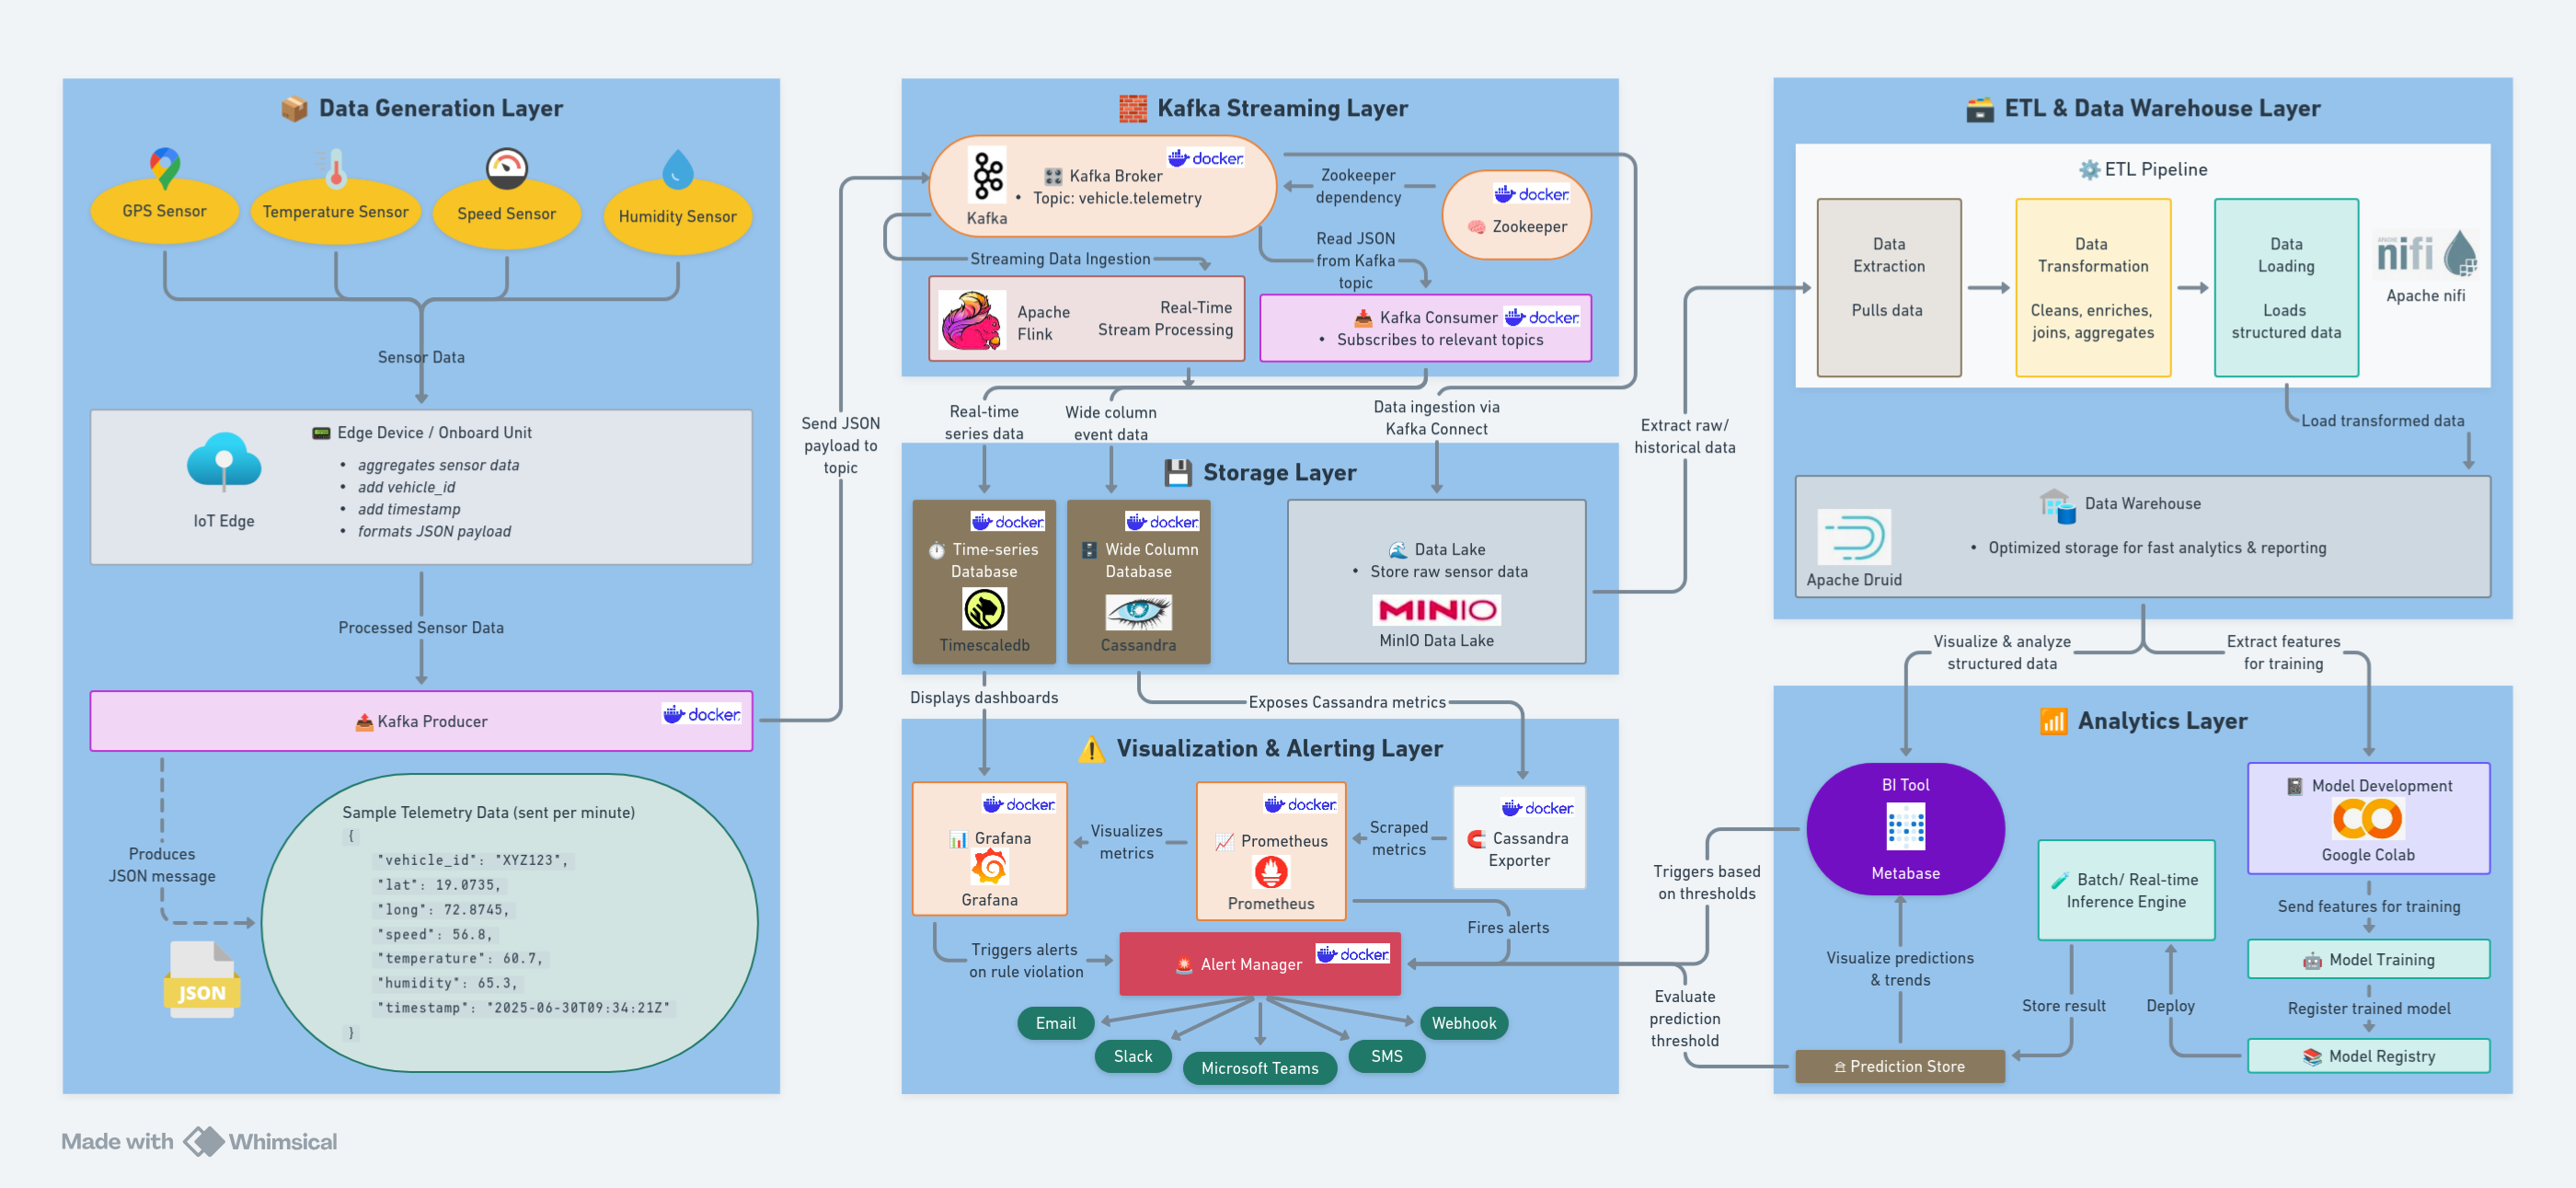 Data Generation Layer
GPS Sensor
Temperature Sensor
Speed Sensor
Humidity Sensor
Sensor Data
IoT Edge
Edge Device / Onboard Unit
• aggregates sensor data
• add vehicle_id
• add timestamp
• formats JSON payload
Processed Sensor Data
Kafka Producer
docker
Produces
JSON message
JSON
Sample Telemetry Data (sent per minute)
{
"vehicle_id": "XYZ123",
"lat": 19.0735,
"long": 72.8745,
"speed": 56.8,
"temperature": 60.7,
"humidity": 65.3,
"timestamp": "2025-06-30T09:34:21Z"
}
Send JSON
payload to
topic
Kafka Streaming Layer
Kafka
docker
Kafka Broker
• Topic: vehicle.telemetry
Zookeeper
dependency
docker
Zookeeper
Streaming Data Ingestion
Read JSON
from Kafka
topic
Apache
Flink
Real-Time
Stream Processing
Kafka Consumer
docker
• Subscribes to relevant topics
Real-time
series data
Wide column
event data
Data ingestion via
Kafka Connect
Storage Layer
docker
Time-series
Database
Timescaledb
docker
Wide Column
Database
Cassandra
Data Lake
• Store raw sensor data
MINIO
MinIO Data Lake
Extract raw/
historical data
Displays dashboards
Exposes Cassandra metrics
Visualization & Alerting Layer
docker
Grafana
Grafana
Visualizes
metrics
docker
Prometheus
Prometheus
Scraped
metrics
docker
Cassandra
Exporter
Triggers alerts
on rule violation
Fires alerts
Alert Manager
docker
Email
Slack
Microsoft Teams
SMS
Webhook
Triggers based
on thresholds
Evaluate
prediction
threshold
ETL & Data Warehouse Layer
ETL Pipeline
Data
Extraction
Pulls data
Data
Transformation
Cleans, enriches,
joins, aggregates
Data
Loading
Loads
structured data
APACHE
nifi
Apache nifi
Load transformed data
Data Warehouse
• Optimized storage for fast analytics & reporting
Apache Druid
Visualize & analyze
structured data
Extract features
for training
Analytics Layer
BI Tool
Metabase
Visualize predictions
& trends
Prediction Store
Batch/ Real-time
Inference Engine
Store result
Deploy
Model Development
Google Colab
Send features for training
Model Training
Register trained model
Model Registry
Made with Whimsical